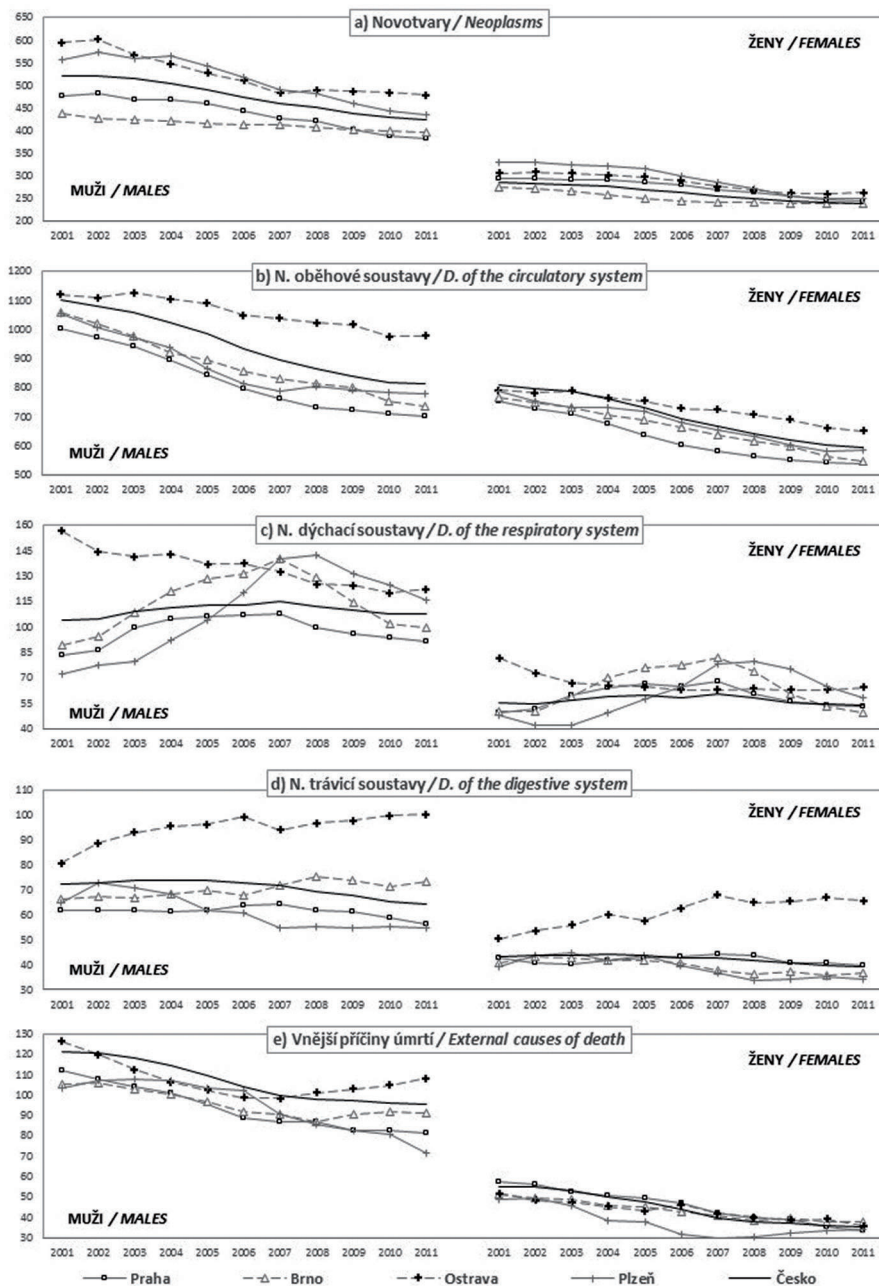 a) Novotvary / Neoplasms
650
600
550
500
450
400
350
300
250
200
ŽENY / FEMALES
MUŽI / MALES
2001 2002 2003 2004 2005 2006 2007 2008 2009 2010 2011 2001 2002 2003 2004 2005 2006 2007 2008 2009 2010 2011
b) N. oběhové soustavy / D. of the circulatory system
1200
1100
1000
900
800
700
600
500
ŽENY / FEMALES
MUŽI / MALES
2001 2002 2003 2004 2005 2006 2007 2008 2009 2010 2011 2001 2002 2003 2004 2005 2006 2007 2008 2009 2010 2011
c) N. dýchací soustavy / D. of the respiratory system
160
145
130
115
100
85
70
55
40
ŽENY / FEMALES
MUŽI / MALES
2001 2002 2003 2004 2005 2006 2007 2008 2009 2010 2011 2001 2002 2003 2004 2005 2006 2007 2008 2009 2010 2011
d) N. trávicí soustavy / D. of the digestive system
110
100
90
80
70
60
50
40
30
ŽENY / FEMALES
MUŽI / MALES
2001 2002 2003 2004 2005 2006 2007 2008 2009 2010 2011 2001 2002 2003 2004 2005 2006 2007 2008 2009 2010 2011
e) Vnější příčiny úmrtí / External causes of death
130
120
110
100
90
80
70
60
50
40
30
ŽENY / FEMALES
MUŽI / MALES
2001 2002 2003 2004 2005 2006 2007 2008 2009 2010 2011 2001 2002 2003 2004 2005 2006 2007 2008 2009 2010 2011
Praha Brno Ostrava Plzeň Česko